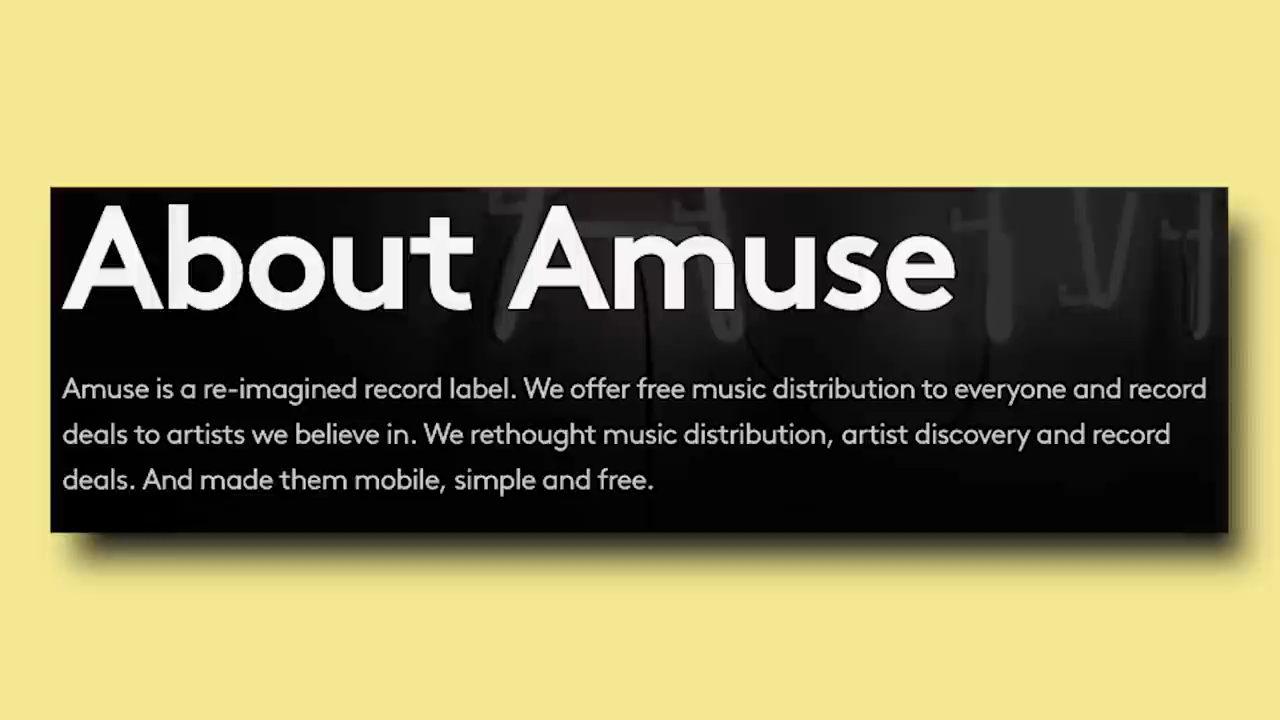 About Amuse
Amuse is a re-imagined record label. We offer free music distribution to everyone and record
deals to artists we believe in. We rethought music distribution, artist discovery and record
deals. And made them mobile, simple and free.